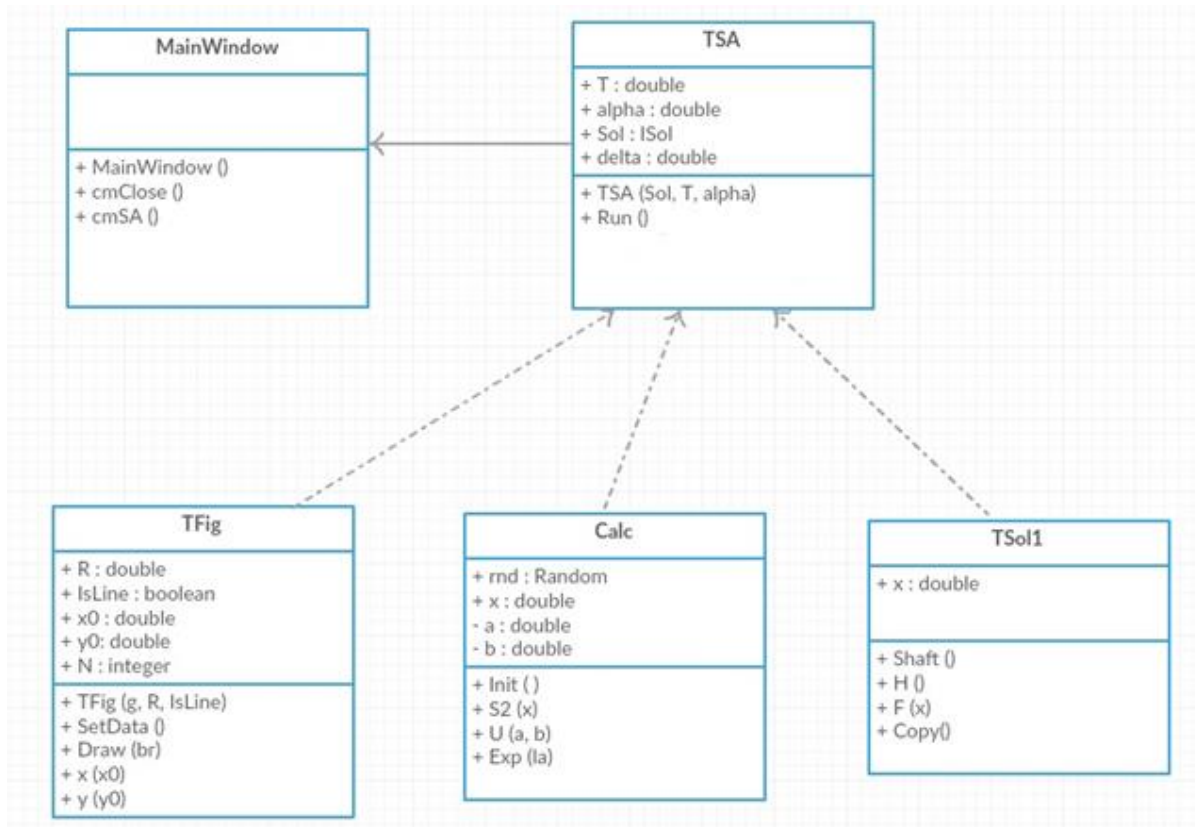 MainWindow
+ MainWindow ()
+ cmClose ()
+ cmSA ()
TSA
+ T : double
+ alpha : double
+ Sol : ISol
+ delta : double
+ TSA (Sol, T, alpha)
+ Run ()
TFig
+ R : double
+ IsLine : boolean
+ x0 : double
+ y0: double
+ N : integer
+ TFig (g, R, IsLine)
+ SetData ()
+ Draw (br)
+ x (x0)
+ y (y0)
Calc
+ rnd : Random
+ x : double
- a : double
- b : double
+ Init ( )
+ S2 (x)
+ U (a, b)
+ Exp (la)
TSol1
+ x : double
+ Shaft ()
+ H ()
+ F (x)
+ Copy()